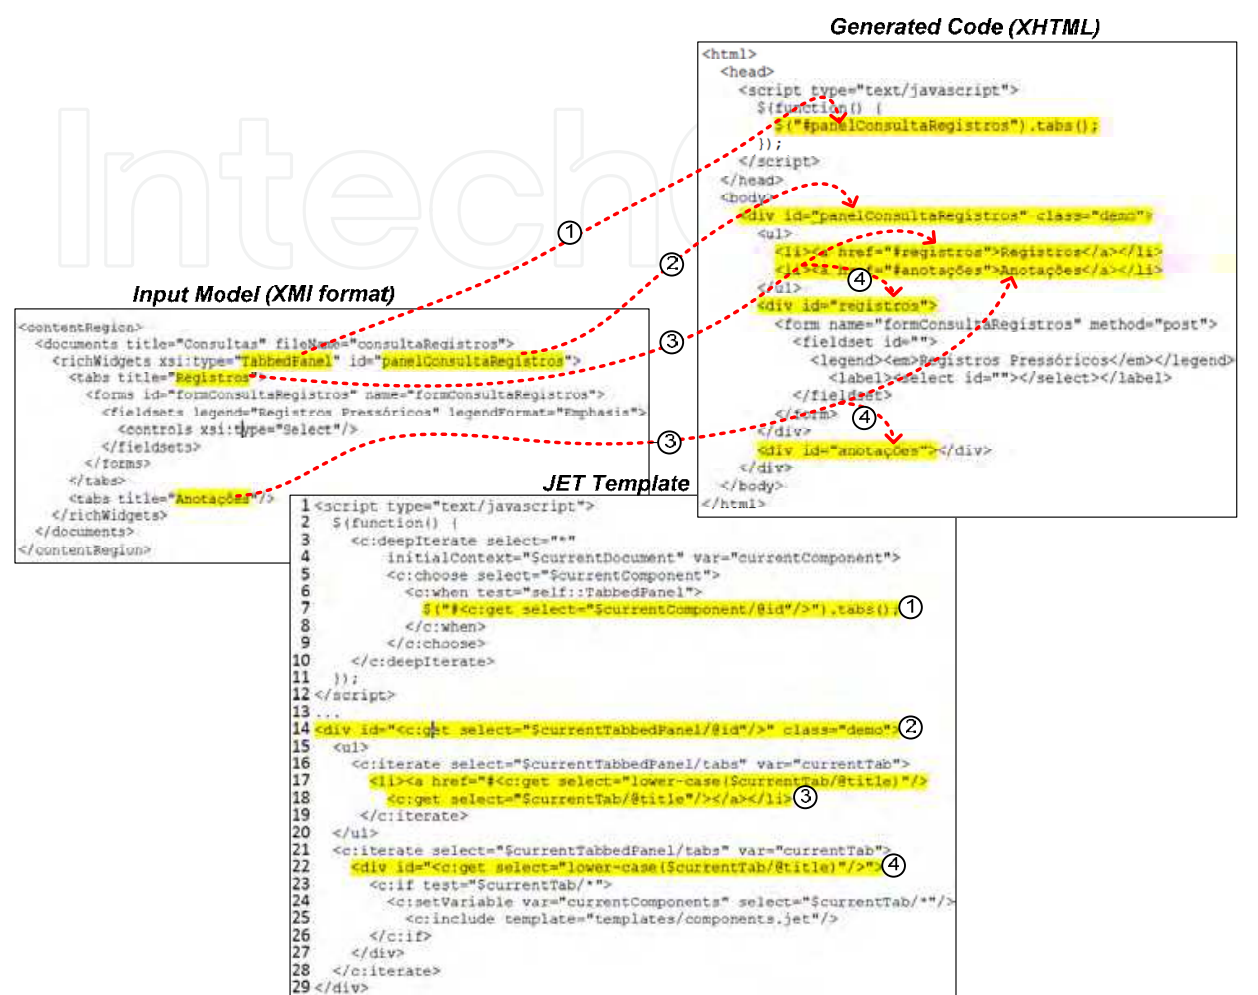 Generated Code (XHTML)
<html>
<head>
<script type="text/javascript">
$(function() {
$("#panelConsultaRegistros").tabs();
});
</script>
</head>
<body>
<div id="panelConsultaRegistros" class="demo">
<ul>
<li><a href="#registros">Registros</a></li>
<li><a href="#anotações">Anotações</a></li>
</ul>
<div id="registros">
<form name="formConsultaRegistros" method="post">
<fieldset id="">
<legend><em>Registros Pressóricos</em></legend>
<label><select id=""></select></label>
</fieldset>
</form>
</div>
<div id="anotações"></div>
</div>
</body>
</html>
1
2
3
4
4
3
Intech
Input Model (XMI format)
<contentRegion>
<documents title="Consultas" fileName="consultaRegistros">
<richWidgets xsi:type="TabbedPanel" id="panelConsultaRegistros">
<tabs title="Registros">
<forms id="formConsultaRegistros" name="formConsultaRegistros">
<fieldsets legend="Registros Pressóricos" legendFormat="Emphasis">
<controls xsi:type="Select"/>
</fieldsets>
</forms>
</tabs>
<tabs title="Anotações"/>
</richWidgets>
</documents>
</contentRegion>
JET Template
1 <script type="text/javascript">
2 $(function() {
3 <c:deepIterate select="*"
4 initialContext="$currentDocument" var="currentComponent">
5 <c:choose select="$currentComponent">
6 <c:when test="self::TabbedPanel">
7 $("#<c:get select="$currentComponent/@id"/>").tabs(); 1
8 </c:when>
9 </c:choose>
10 </c:deepIterate>
11 });
12 </script>
13 ...
14 <div id="<c:get select="$currentTabbedPanel/@id"/>" class="demo"> 2
15 <ul>
16 <c:iterate select="$currentTabbedPanel/tabs" var="currentTab">
17 <li><a href="#<c:get select="lower-case($currentTab/@title)"/>
18 <c:get select="$currentTab/@title"/></a></li> 3
19 </c:iterate>
20 </ul>
21 <c:iterate select="$currentTabbedPanel/tabs" var="currentTab">
22 <div id="<c:get select="lower-case($currentTab/@title)"/>"> 4
23 <c:if test="$currentTab/*">
24 <c:setVariable var="currentComponents" select="$currentTab/*"/>
25 <c:include template="templates/components.jet"/>
26 </c:if>
27 </div>
28 </c:iterate>
29 </div>